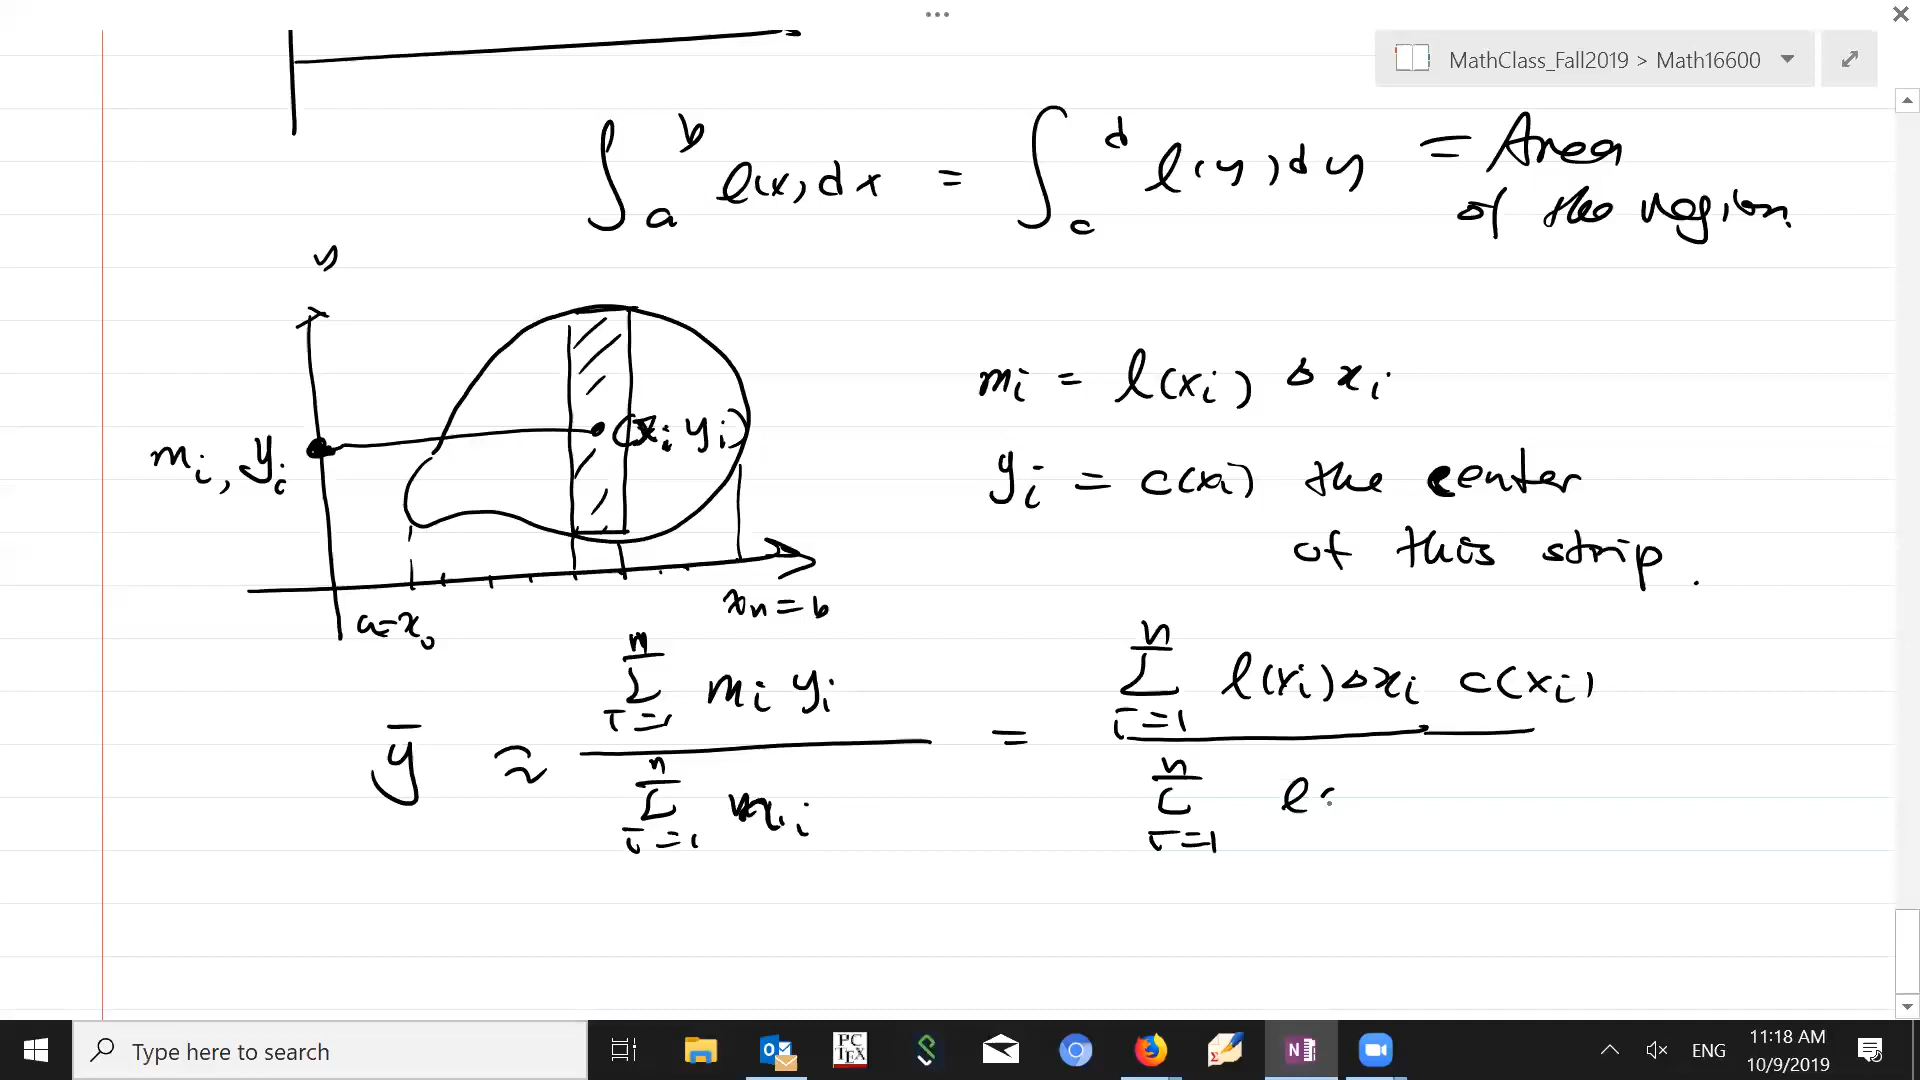 MathClass_Fall2019 > Math16600
∫_a^b l(x)dx = ∫_c^d l(y)dy = Area
of the region.
y
m_i = l(x_i) Δx_i
(x_i y_i)
m_i, y_i
y_i = c(x_i) the center
of this strip.
a=x_0
x_n = b
ȳ ≈ Σ_{i=1}^n m_i y_i / Σ_{i=1}^n m_i = Σ_{i=1}^n l(x_i)Δx_i c(x_i) / Σ_{i=1}^n l
Type here to search
PC TEX
ENG
11:18 AM
10/9/2019